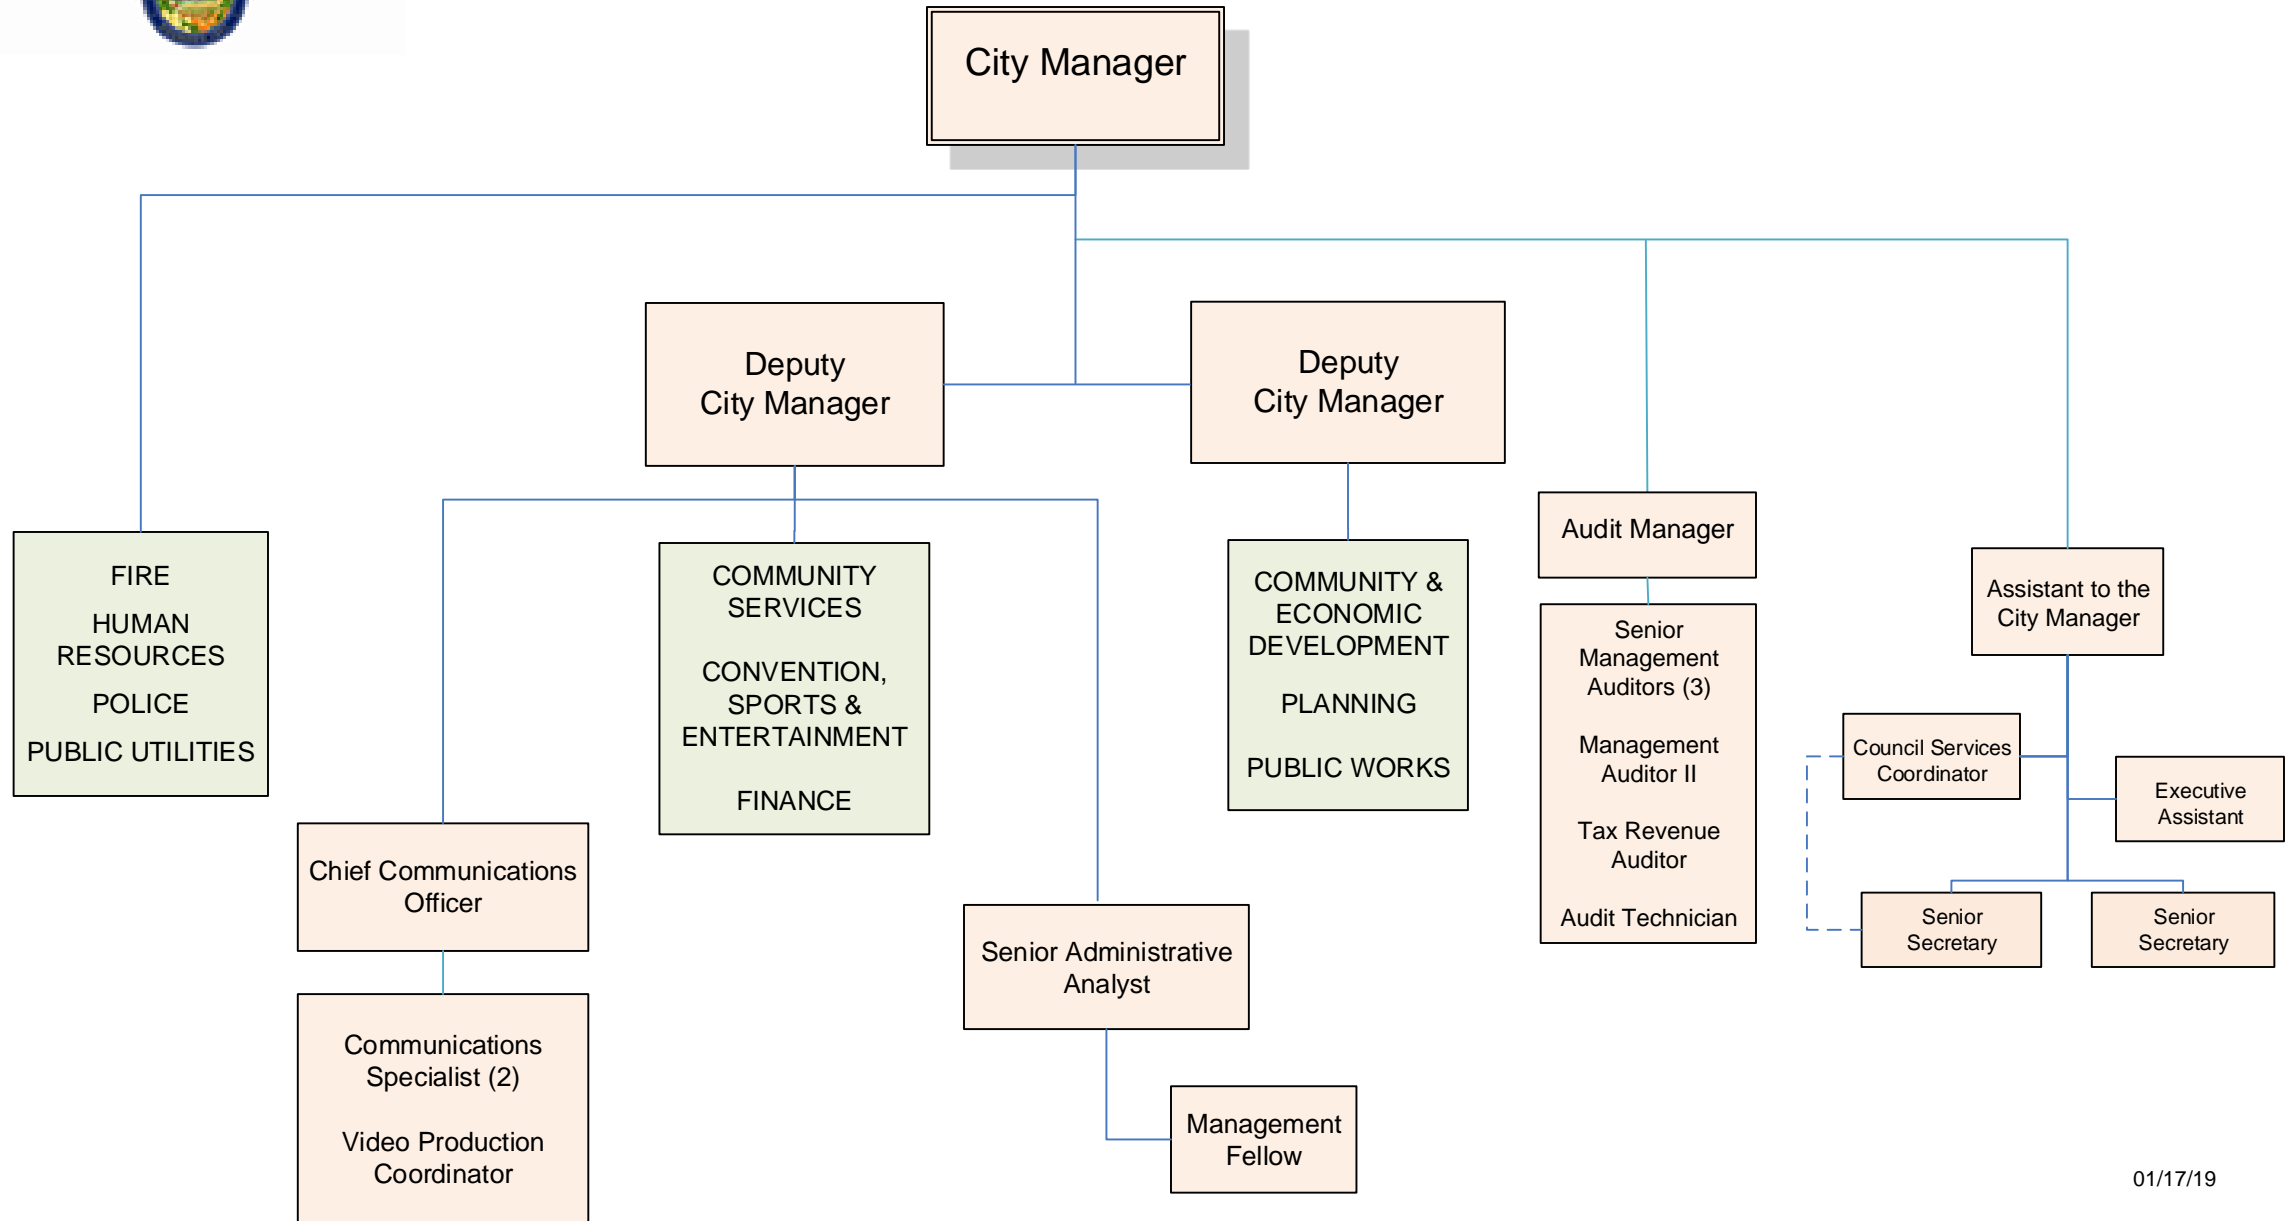 City Manager
Deputy
City Manager
Deputy
City Manager
FIRE
HUMAN
RESOURCES
POLICE
PUBLIC UTILITIES
COMMUNITY
SERVICES
CONVENTION,
SPORTS &
ENTERTAINMENT
FINANCE
COMMUNITY &
ECONOMIC
DEVELOPMENT
PLANNING
PUBLIC WORKS
Audit Manager
Senior
Management
Auditors (3)
Management
Auditor II
Tax Revenue
Auditor
Audit Technician
Assistant to the
City Manager
Council Services
Coordinator
Executive
Assistant
Senior
Secretary
Senior
Secretary
Chief Communications
Officer
Communications
Specialist (2)
Video Production
Coordinator
Senior Administrative
Analyst
Management
Fellow
01/17/19